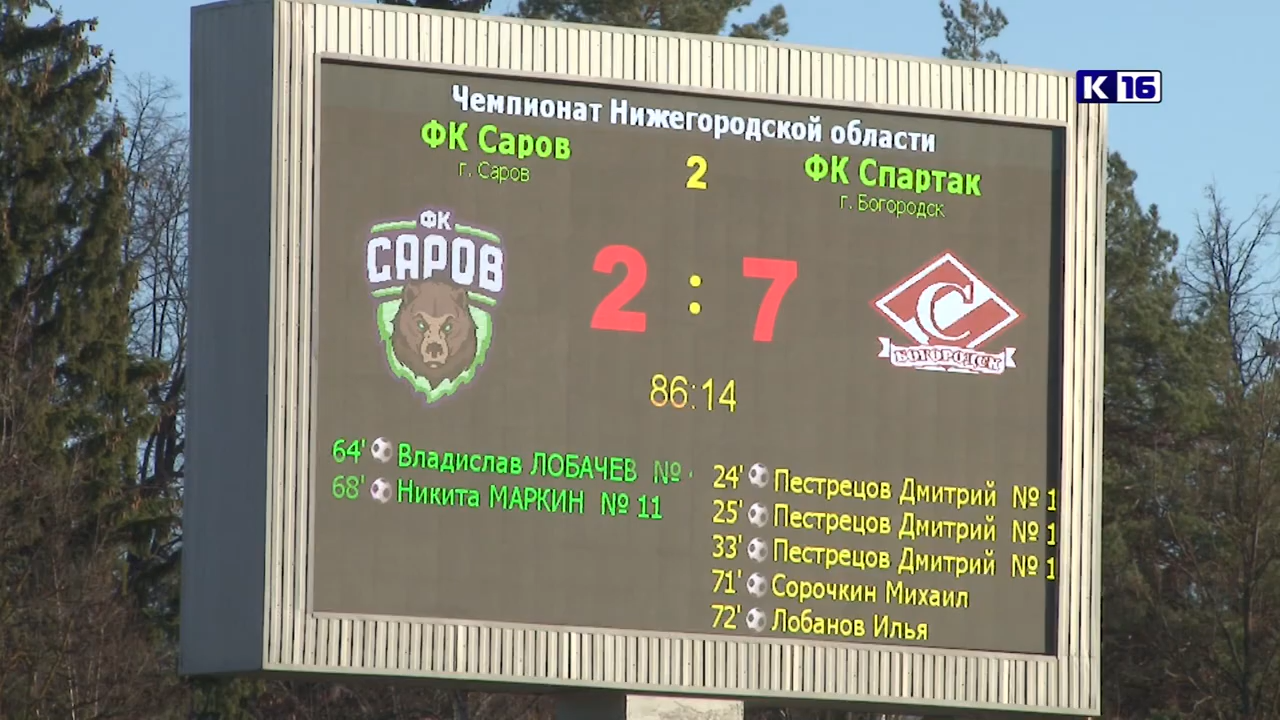 К 16
Чемпионат Нижегородской области
ФК Саров
г. Саров
2
ФК Спартак
г. Богородск
ФК
САРОВ
2 : 7
С
БОГОРОДСК
86:14
64' Владислав ЛОБАЧЕВ №
68' Никита МАРКИН № 11
24' Пестрецов Дмитрий № 1
25' Пестрецов Дмитрий № 1
33' Пестрецов Дмитрий № 1
71' Сорочкин Михаил
72' Лобанов Илья